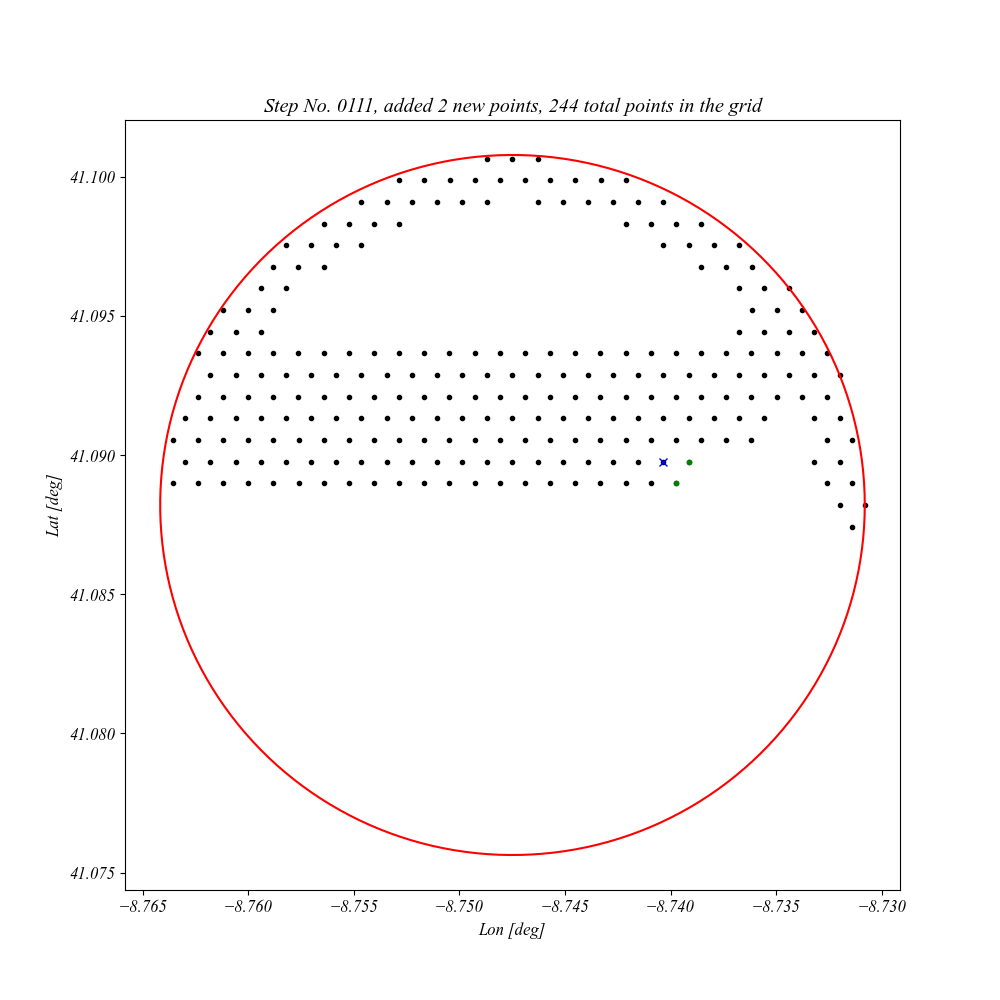 Step No. 0111, added 2 new points, 244 total points in the grid
41.100
41.095
41.090
41.085
41.080
41.075
Lat [deg]
−8.765 −8.760 −8.755 −8.750 −8.745 −8.740 −8.735 −8.730
Lon [deg]